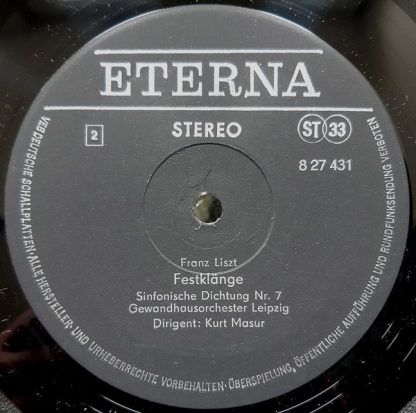 ETERNA
2
STEREO
ST 33
8 27 431
Franz Liszt
Festklänge
Sinfonische Dichtung Nr. 7
Gewandhausorchester Leipzig
Dirigent: Kurt Masur
VEB DEUTSCHE SCHALLPLATTEN · ALLE HERSTELLER- UND URHEBERRECHTE VORBEHALTEN · ÜBERSPIELUNG, ÖFFENTLICHE AUFFÜHRUNG UND RUNDFUNKSENDUNG VERBOTEN